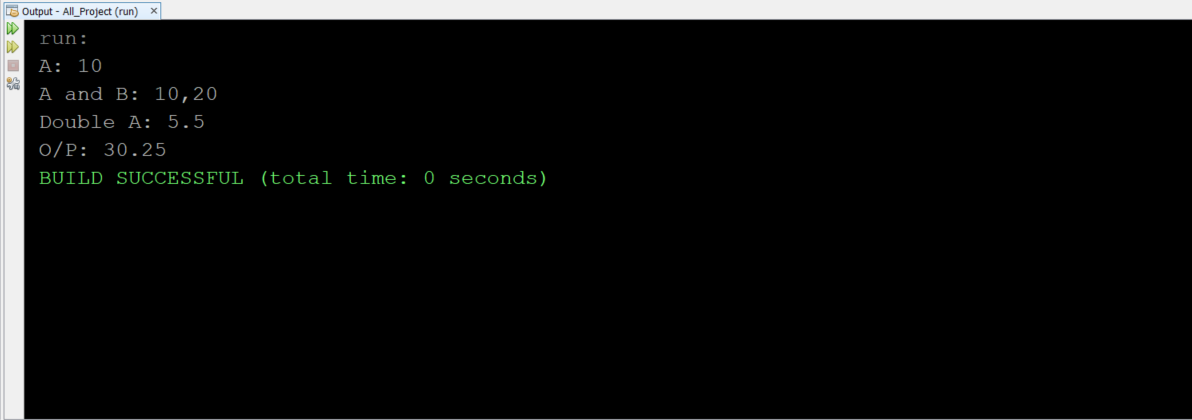 Output - All_Project (run)
run:
A: 10
A and B: 10,20
Double A: 5.5
O/P: 30.25
BUILD SUCCESSFUL (total time: 0 seconds)